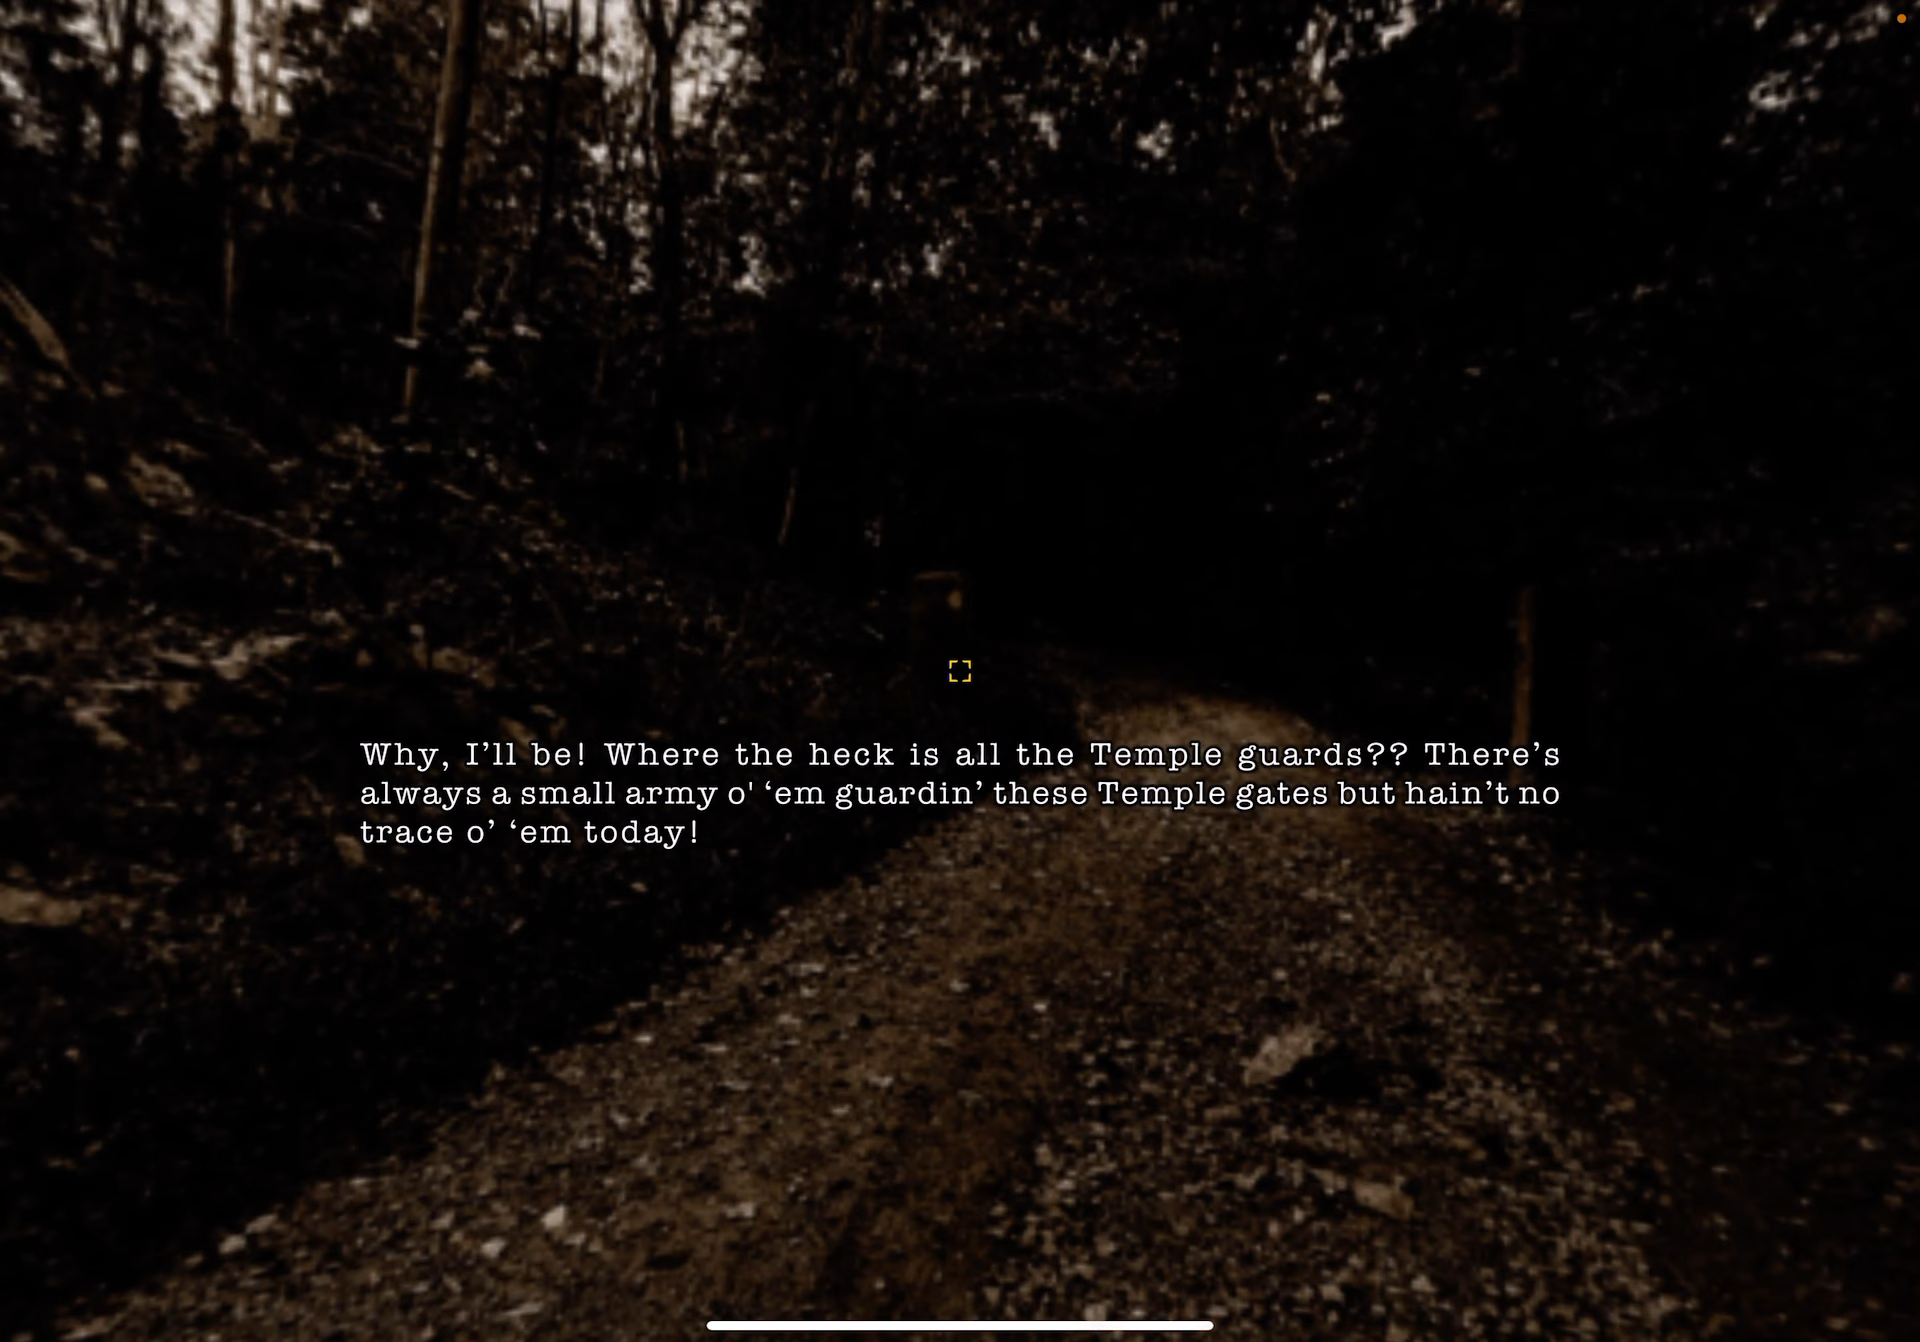 Why, I’ll be! Where the heck is all the Temple guards?? There’s
always a small army o' ‘em guardin’ these Temple gates but hain’t no
trace o’ ‘em today!